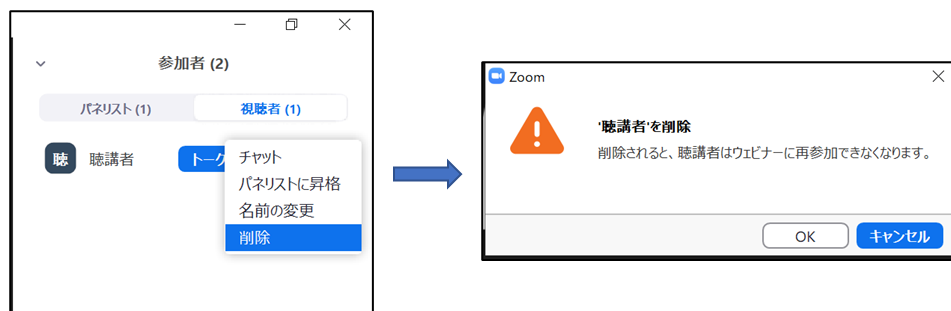 参加者 (2)
パネリスト (1) 視聴者 (1)
聴 聴講者 トーク
チャット
パネリストに昇格
名前の変更
削除
Zoom
'聴講者'を削除
削除されると、聴講者はウェビナーに再参加できなくなります。
OK キャンセル